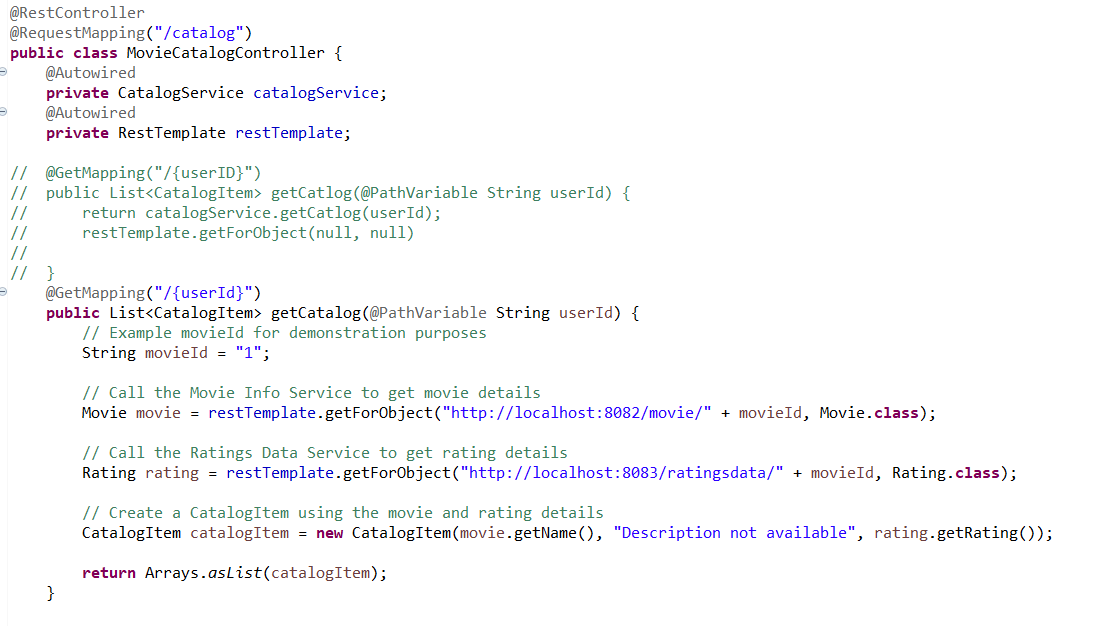 @RestController
@RequestMapping("/catalog")
public class MovieCatalogController {
    @Autowired
    private CatalogService catalogService;
    @Autowired
    private RestTemplate restTemplate;
//  @GetMapping("/{userID}")
//  public List<CatalogItem> getCatlog(@PathVariable String userId) {
//      return catalogService.getCatlog(userId);
//      restTemplate.getForObject(null, null)
//
//  }
    @GetMapping("/{userId}")
    public List<CatalogItem> getCatalog(@PathVariable String userId) {
        // Example movieId for demonstration purposes
        String movieId = "1";
        // Call the Movie Info Service to get movie details
        Movie movie = restTemplate.getForObject("http://localhost:8082/movie/" + movieId, Movie.class);
        // Call the Ratings Data Service to get rating details
        Rating rating = restTemplate.getForObject("http://localhost:8083/ratingsdata/" + movieId, Rating.class);
        // Create a CatalogItem using the movie and rating details
        CatalogItem catalogItem = new CatalogItem(movie.getName(), "Description not available", rating.getRating());
        return Arrays.asList(catalogItem);
    }